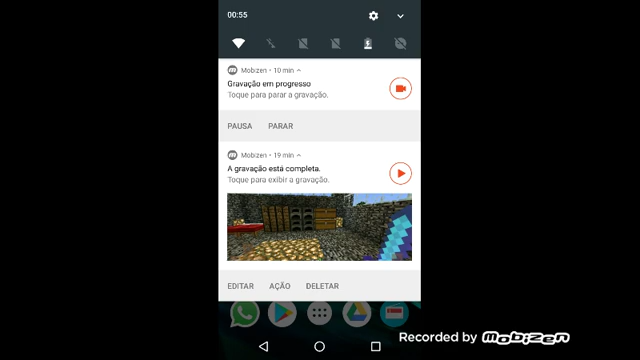 00:55
Mobizen • 10 min
Gravação em progresso
Toque para parar a gravação.
PAUSA PARAR
Mobizen • 19 min
A gravação está completa.
Toque para exibir a gravação.
EDITAR AÇÃO DELETAR
Recorded by Mobizen